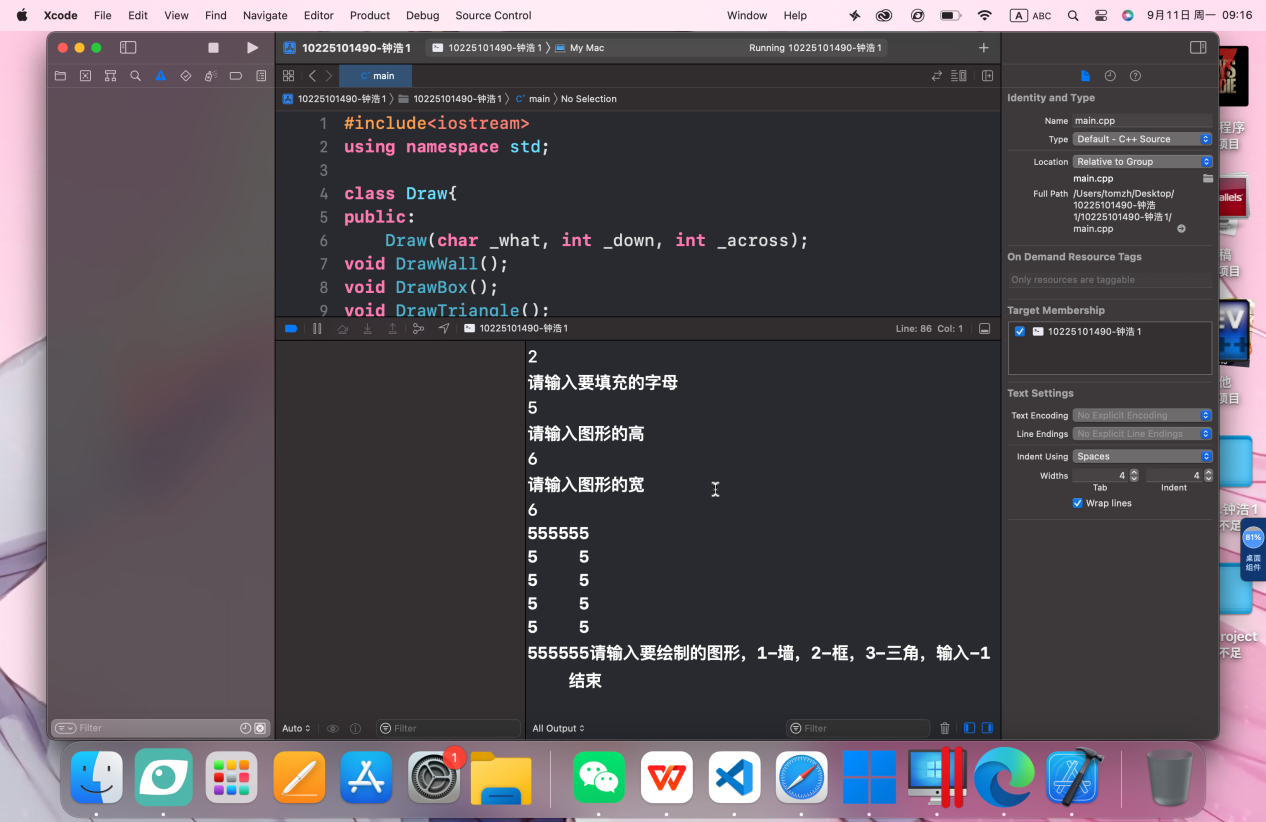 Xcode File Edit View Find Navigate Editor Product Debug Source Control Window Help A ABC 9月11日 周一 09:16
10225101490-钟浩1 10225101490-钟浩1 〉 My Mac Running 10225101490-钟浩1
main
10225101490-钟浩1 〉 10225101490-钟浩1 〉 main 〉 No Selection
1 #include<iostream>
2 using namespace std;
3
4 class Draw{
5 public:
6 Draw(char _what, int _down, int _across);
7 void DrawWall();
8 void DrawBox();
9 void DrawTriangle();
10225101490-钟浩1 Line: 86 Col: 1
2
请输入要填充的字母
5
请输入图形的高
6
请输入图形的宽
6
555555
5    5
5    5
5    5
5    5
555555请输入要绘制的图形，1-墙，2-框，3-三角，输入-1
结束
Filter
Auto Filter
All Output Filter
Identity and Type
Name main.cpp
Type Default - C++ Source
Location Relative to Group
main.cpp
Full Path /Users/tomzh/Desktop/
10225101490-钟浩
1/10225101490-钟浩1/
main.cpp
On Demand Resource Tags
Only resources are taggable
Target Membership
10225101490-钟浩1
Text Settings
Text Encoding No Explicit Encoding
Line Endings No Explicit Line Endings
Indent Using Spaces
Widths 4 4
Tab Indent
Wrap lines
程序
项目
allels
稿
项目
EV
++
他
项目
钟浩1
不足
81%
桌面
组件
roject
不足
1